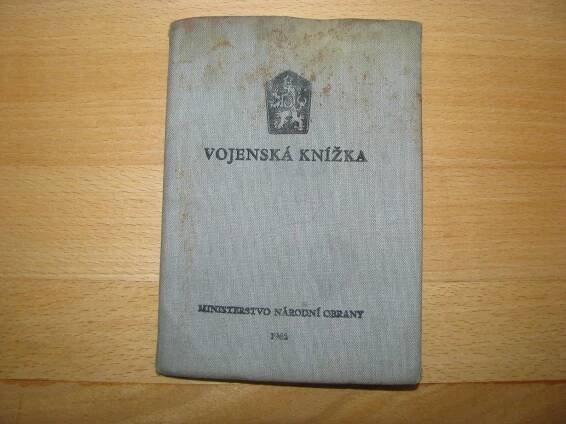 VOJENSKÁ KNÍŽKA
MINISTERSTVO NÁRODNÍ OBRANY